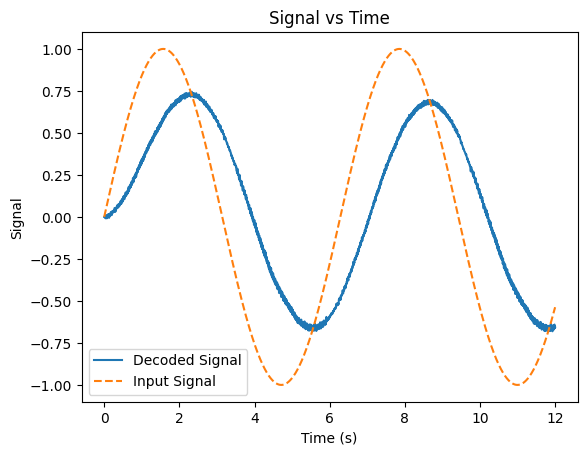 Signal vs Time
1.00
0.75
0.50
0.25
0.00
−0.25
−0.50
−0.75
−1.00
Signal
Decoded Signal
Input Signal
0 2 4 6 8 10 12
Time (s)